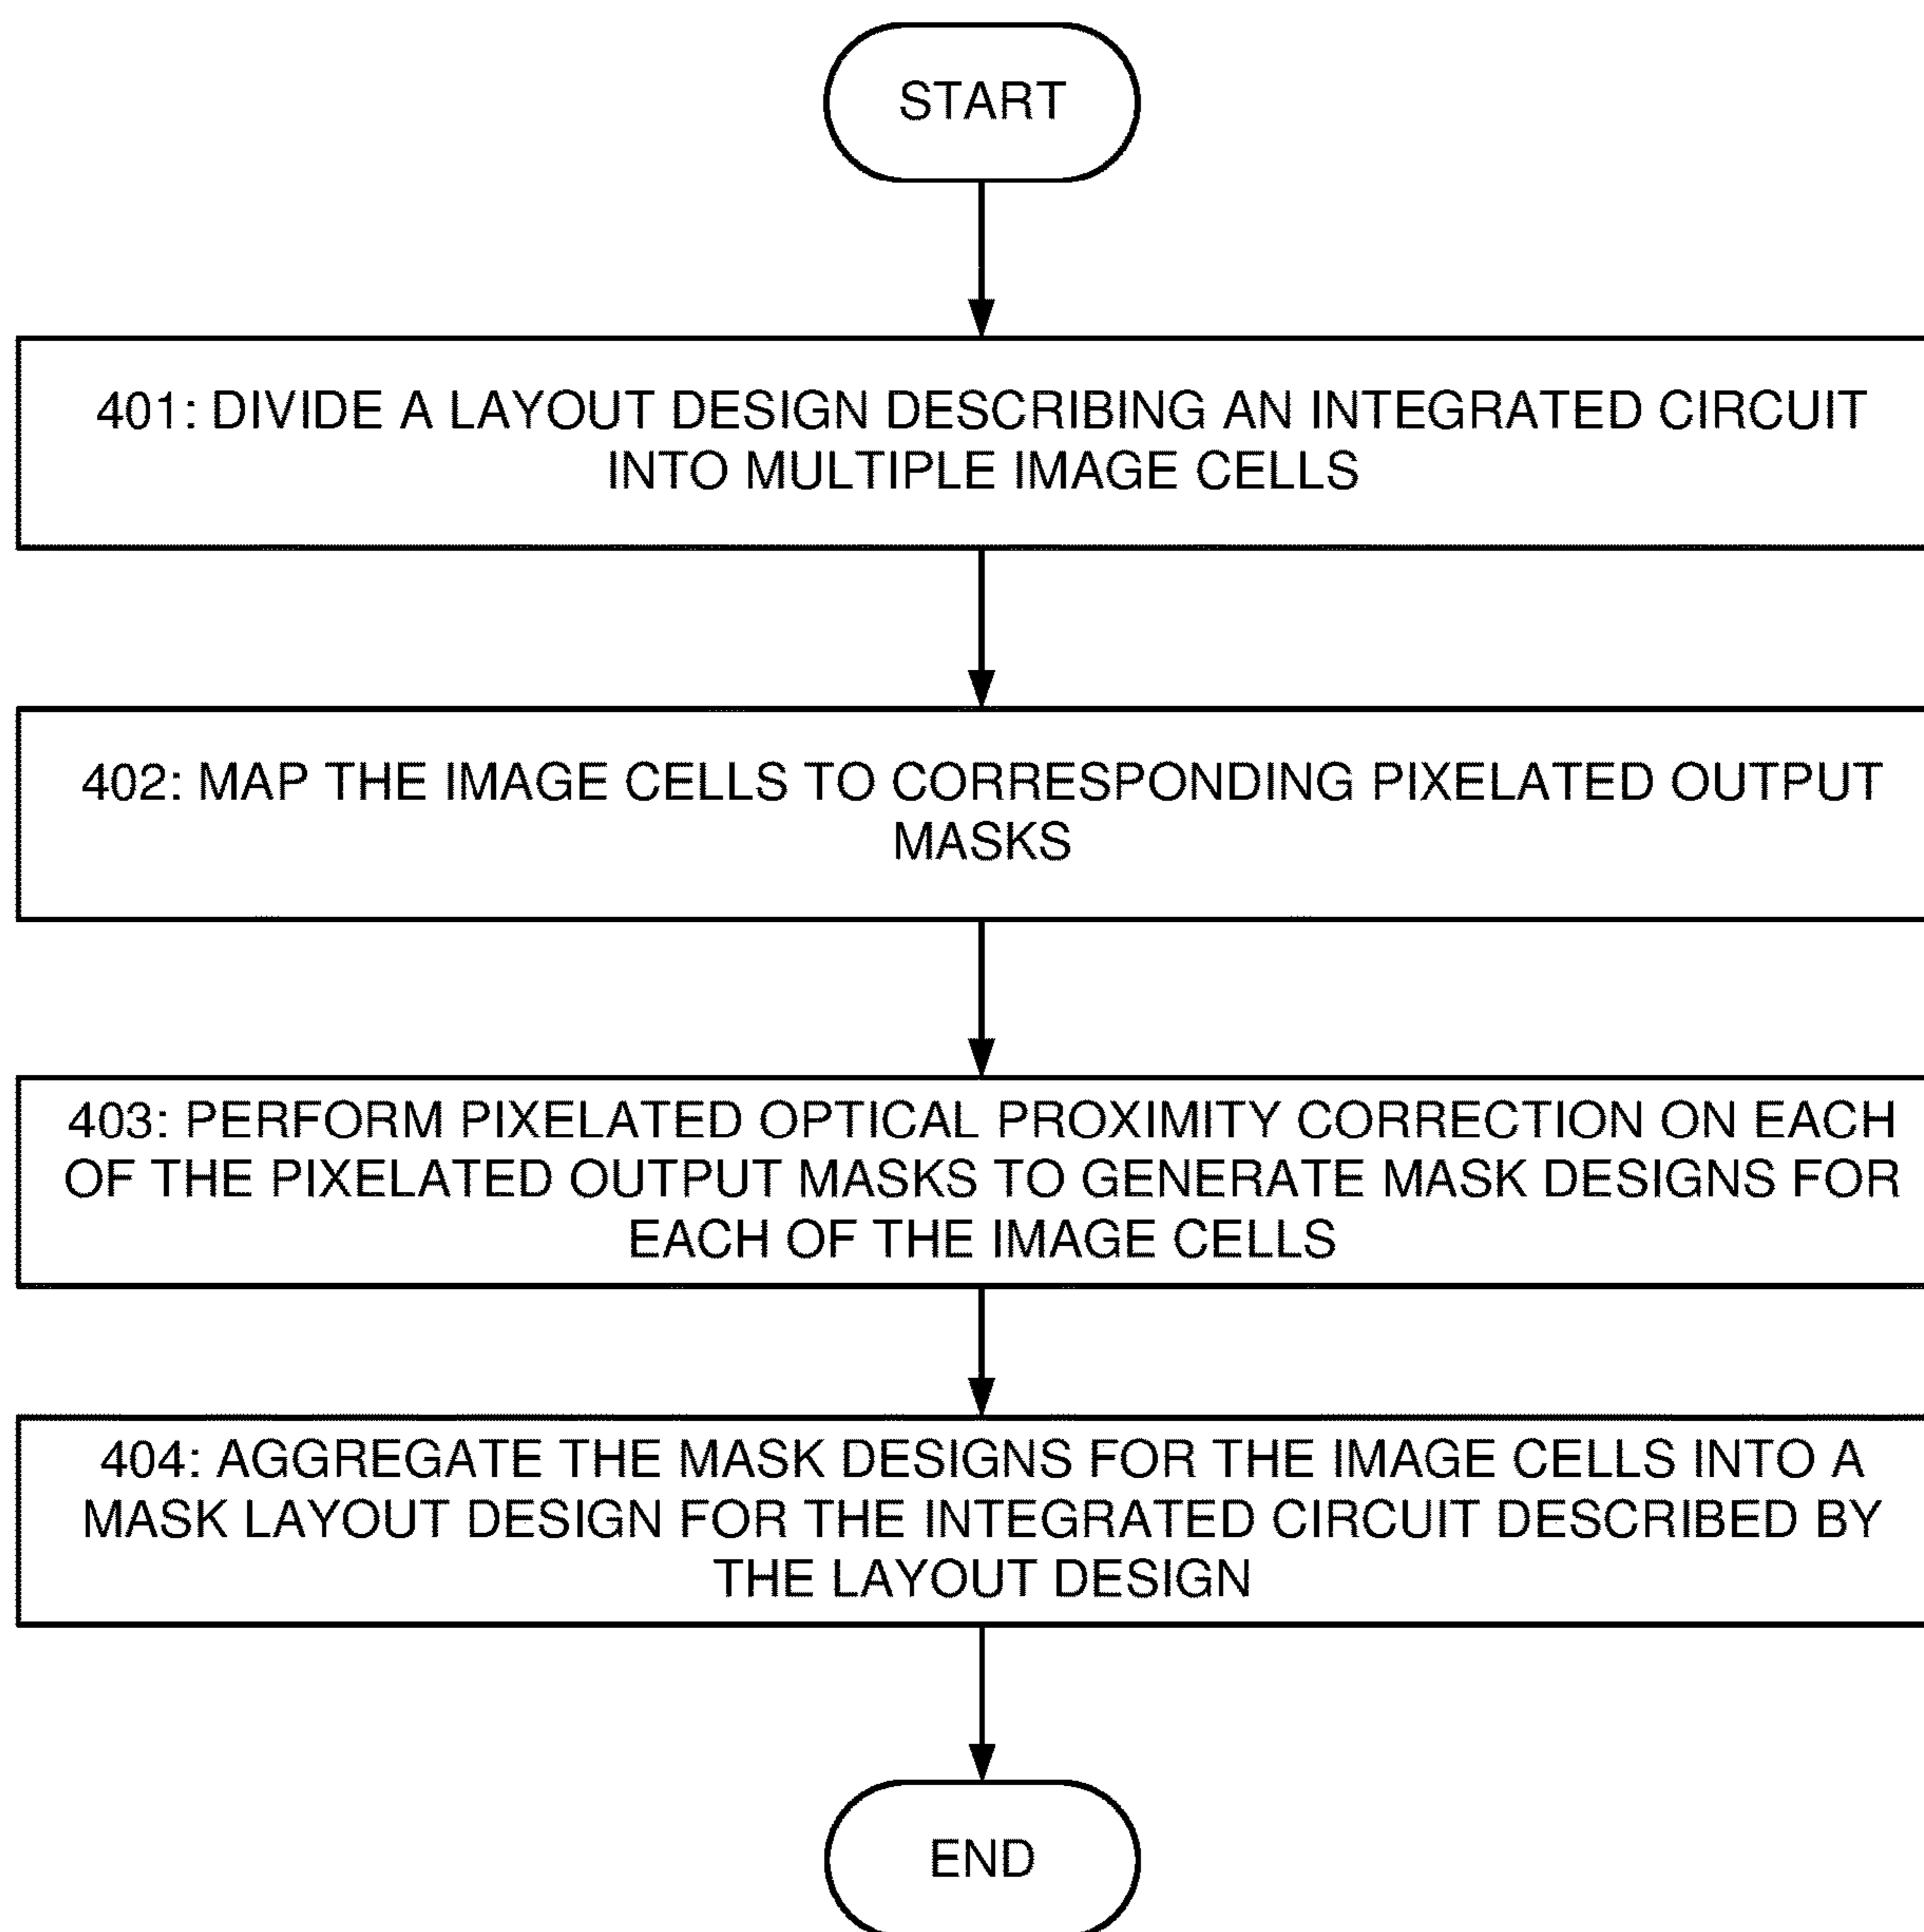 START
401: DIVIDE A LAYOUT DESIGN DESCRIBING AN INTEGRATED CIRCUIT
INTO MULTIPLE IMAGE CELLS
402: MAP THE IMAGE CELLS TO CORRESPONDING PIXELATED OUTPUT
MASKS
403: PERFORM PIXELATED OPTICAL PROXIMITY CORRECTION ON EACH
OF THE PIXELATED OUTPUT MASKS TO GENERATE MASK DESIGNS FOR
EACH OF THE IMAGE CELLS
404: AGGREGATE THE MASK DESIGNS FOR THE IMAGE CELLS INTO A
MASK LAYOUT DESIGN FOR THE INTEGRATED CIRCUIT DESCRIBED BY
THE LAYOUT DESIGN
END